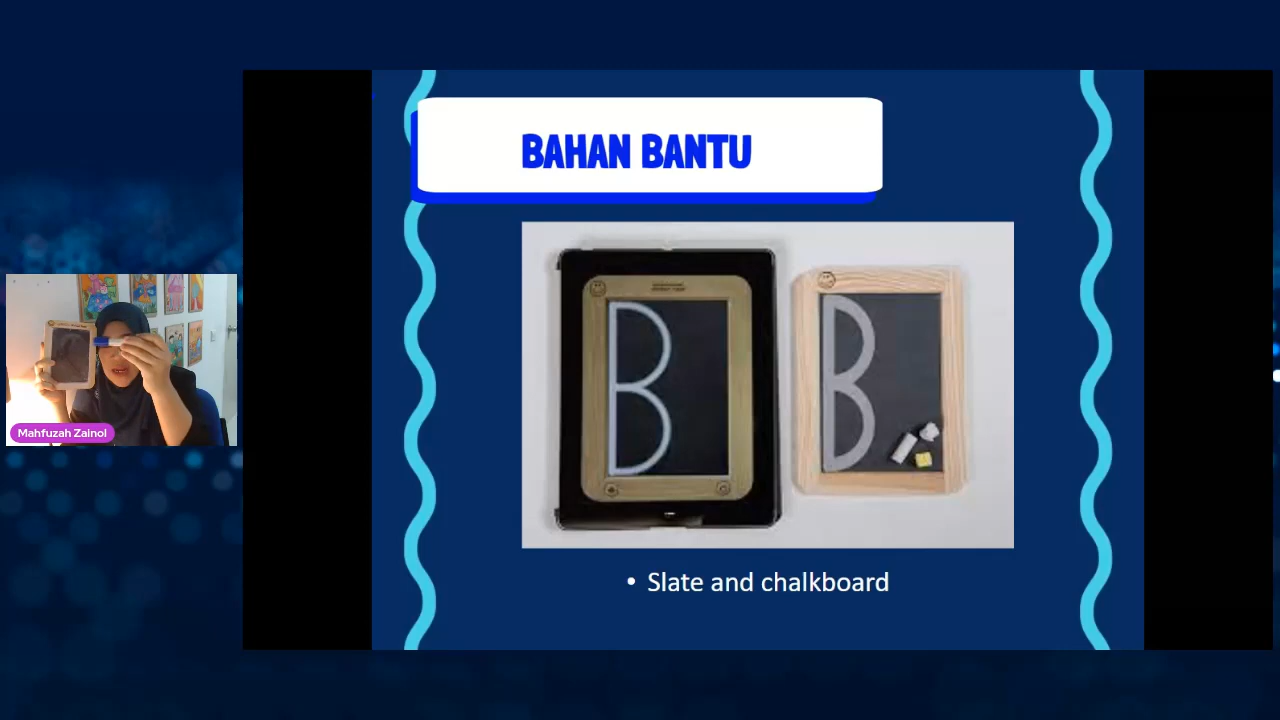 BAHAN BANTU
B
B
• Slate and chalkboard
Mahfuzah Zainol